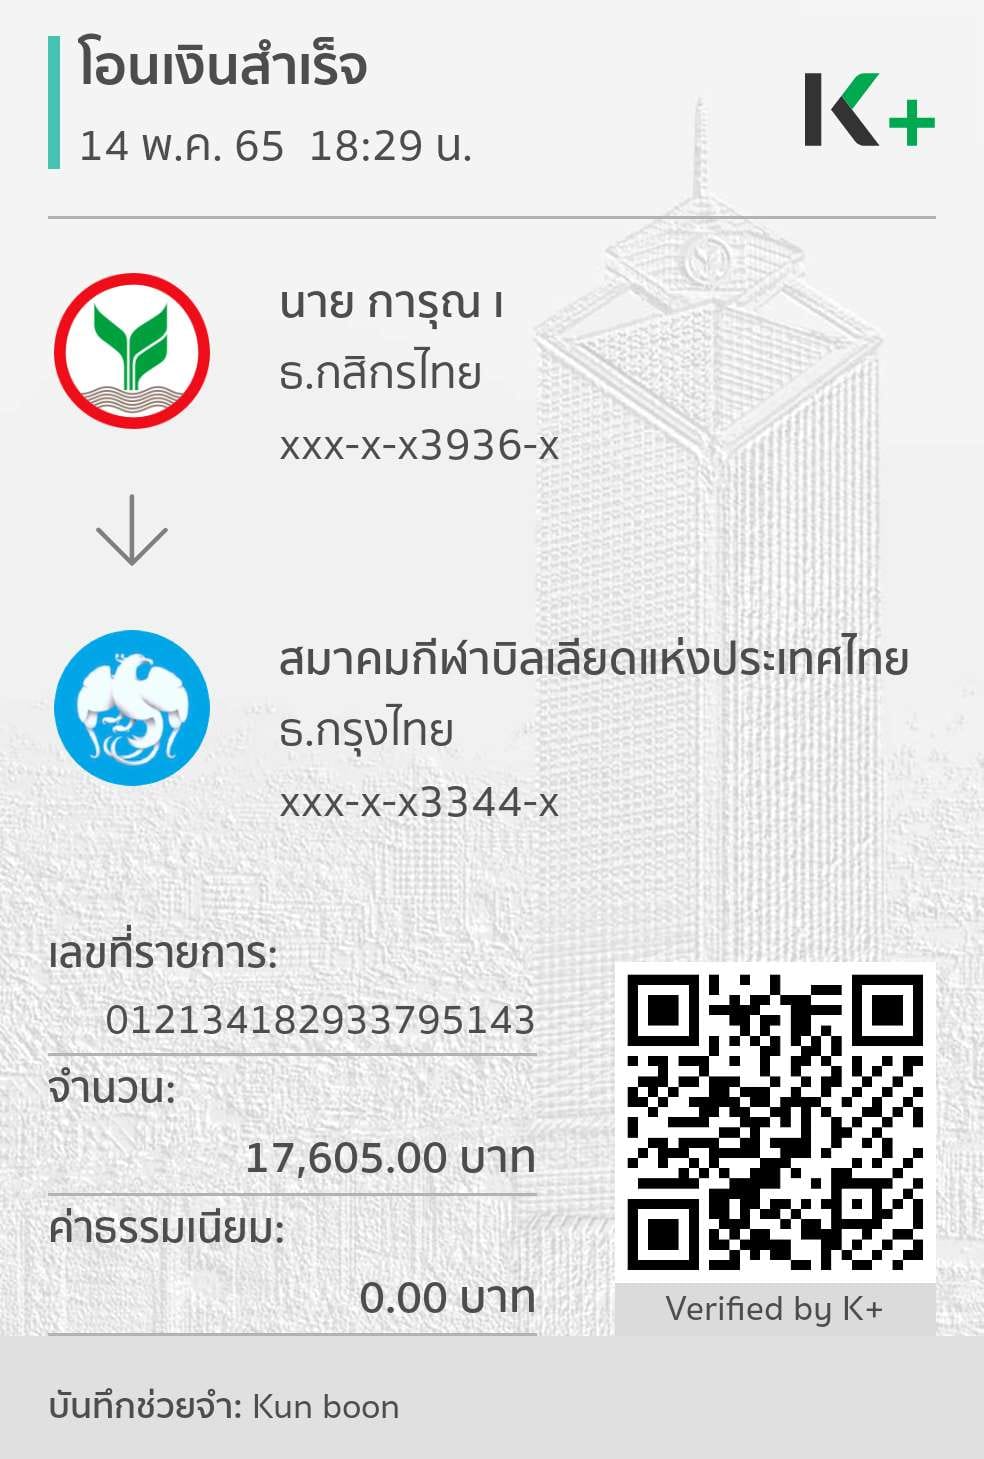 โอนเงินสำเร็จ
14 พ.ค. 65 18:29 น.
K+
นาย การุณ เ
ธ.กสิกรไทย
xxx-x-x3936-x
สมาคมกีฬาบิลเลียดแห่งประเทศไทย
ธ.กรุงไทย
xxx-x-x3344-x
เลขที่รายการ:
012134182933795143
จำนวน:
17,605.00 บาท
ค่าธรรมเนียม:
0.00 บาท
Verified by K+
บันทึกช่วยจำ: Kun boon